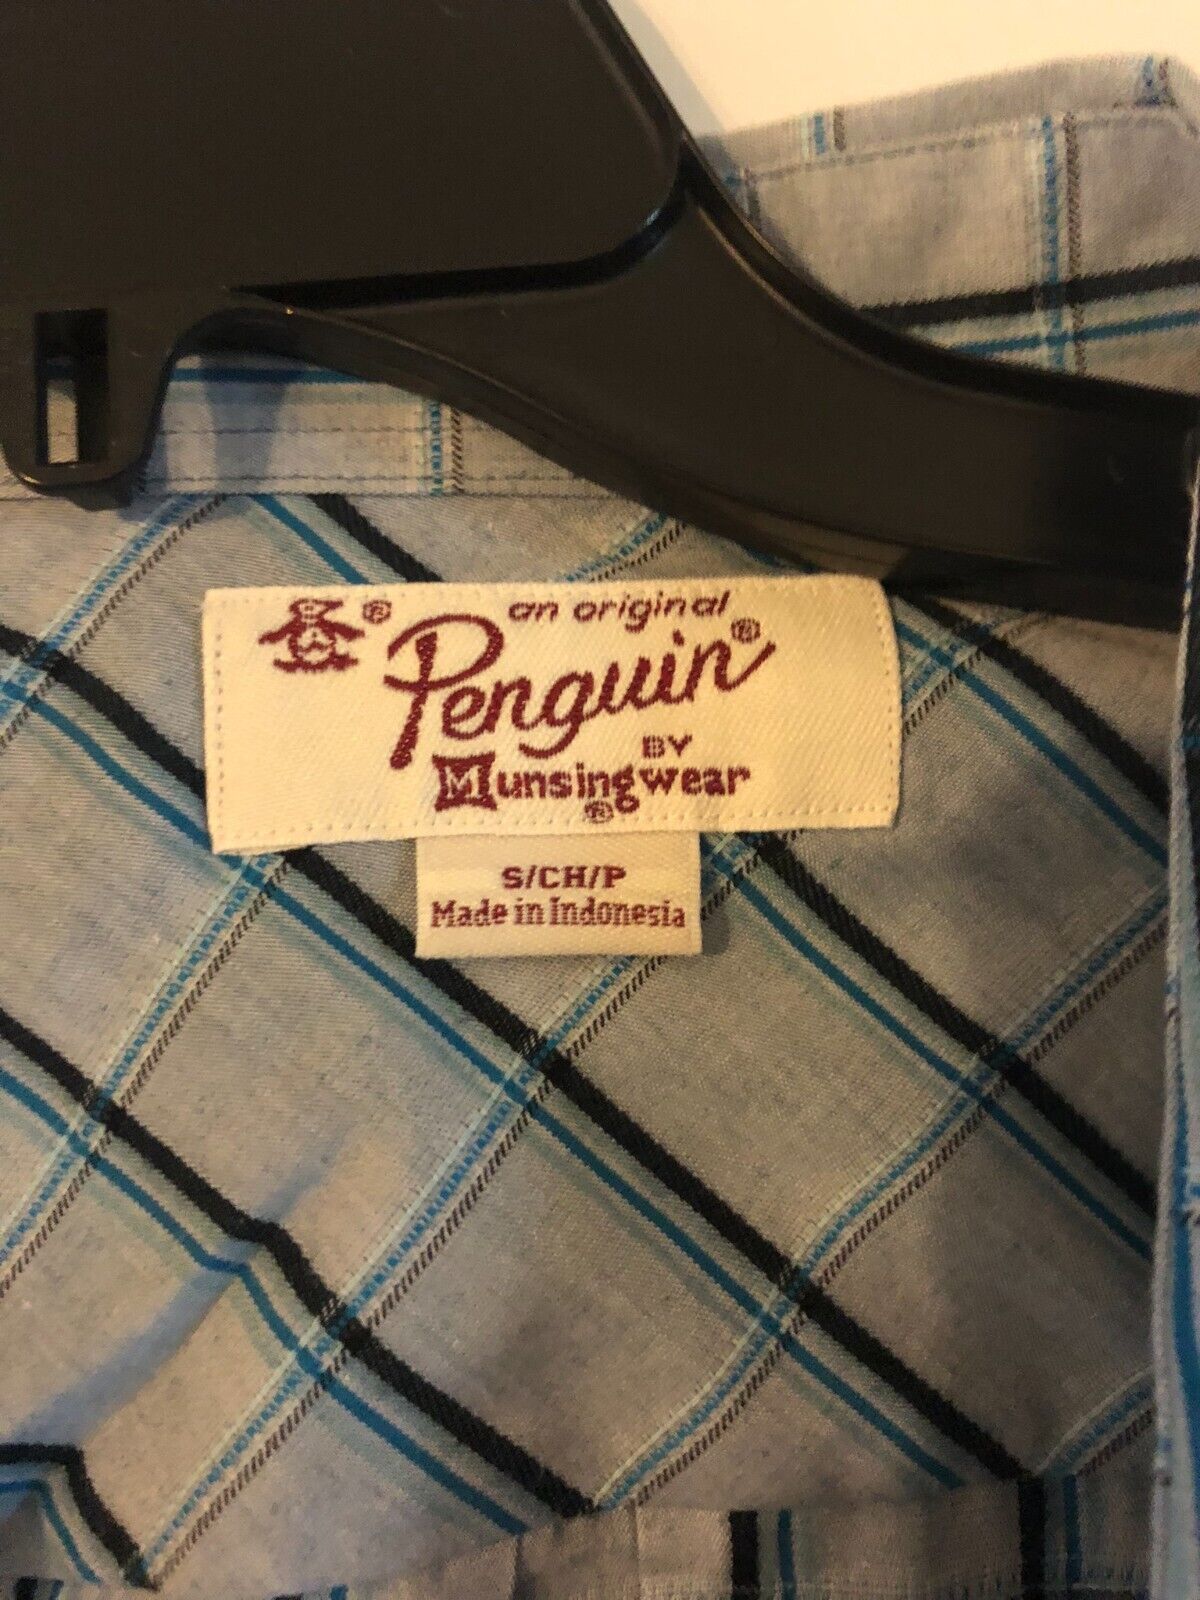 ®
an original
Penguin®
BY
Munsingwear
®
S/CH/P
Made in Indonesia